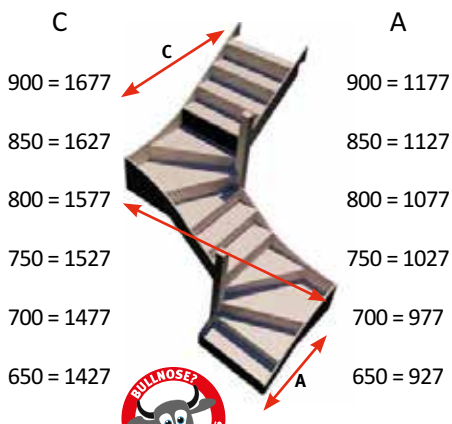 C
A
C
900 = 1677
900 = 1177
850 = 1627
850 = 1127
800 = 1577
800 = 1077
750 = 1527
750 = 1027
700 = 1477
700 = 977
650 = 1427
650 = 927
A
BULLNOSE?